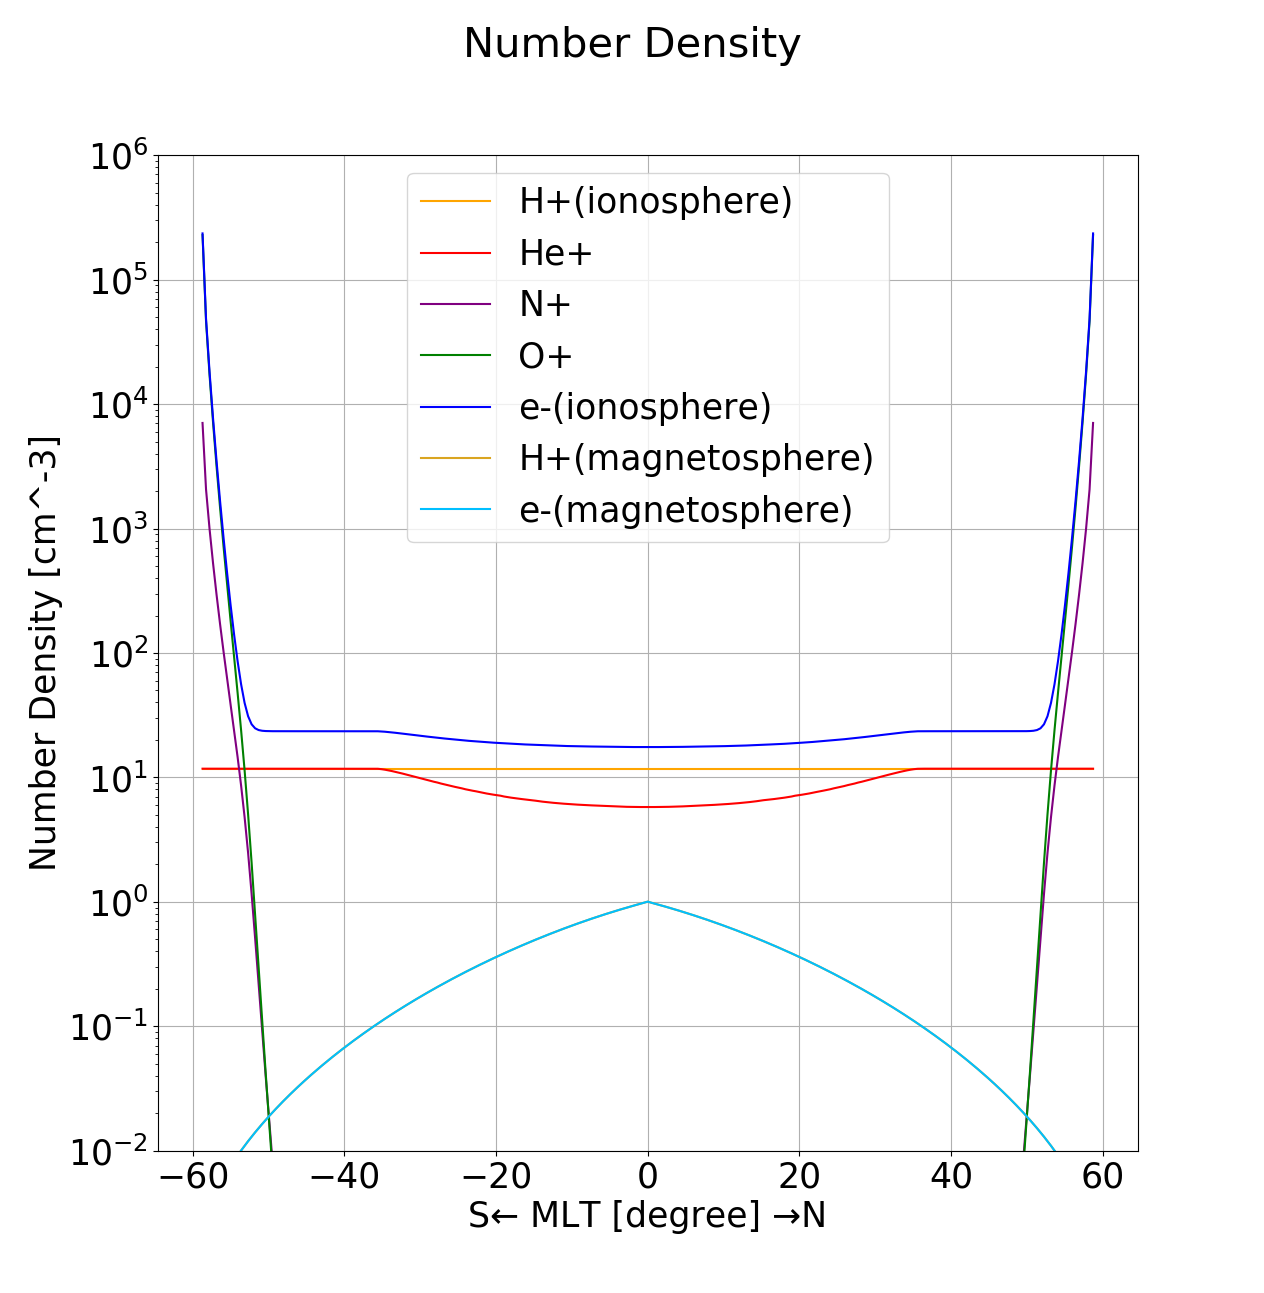 Number Density
10^6
10^5
10^4
10^3
10^2
10^1
10^0
10^−1
10^−2
Number Density [cm^-3]
H+(ionosphere)
He+
N+
O+
e-(ionosphere)
H+(magnetosphere)
e-(magnetosphere)
−60 −40 −20 0 20 40 60
S← MLT [degree] →N